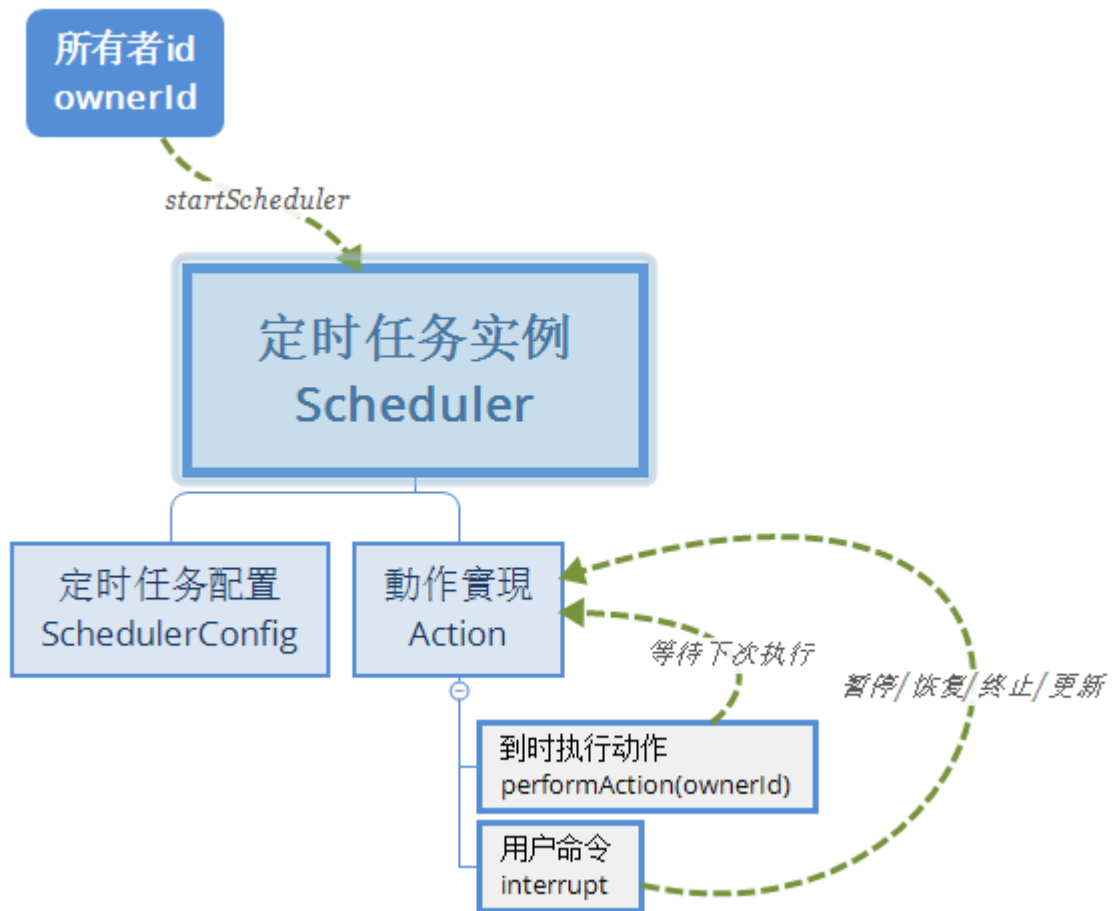 所有者id
ownerId
startScheduler
定时任务实例
Scheduler
定时任务配置
SchedulerConfig
動作實現
Action
等待下次执行
暂停/恢复/终止/更新
到时执行动作
performAction(ownerId)
用户命令
interrupt